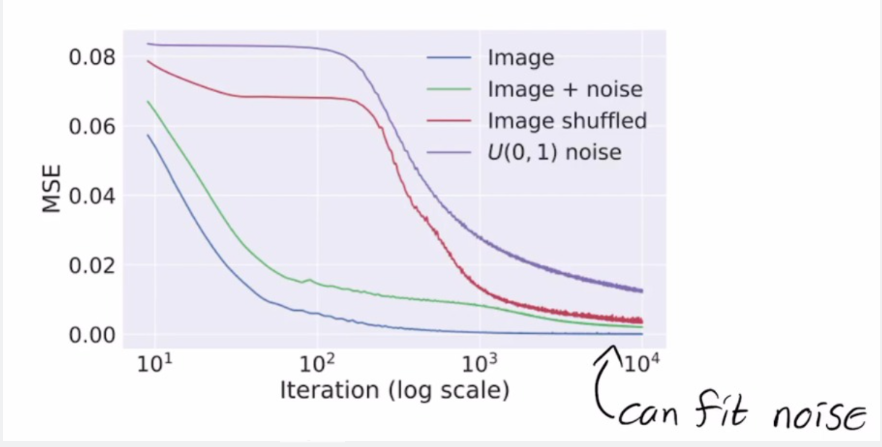 0.08
0.06
0.04
0.02
0.00
MSE
Image
Image + noise
Image shuffled
U(0, 1) noise
10¹ 10² 10³ 10⁴
Iteration (log scale)
can fit noise